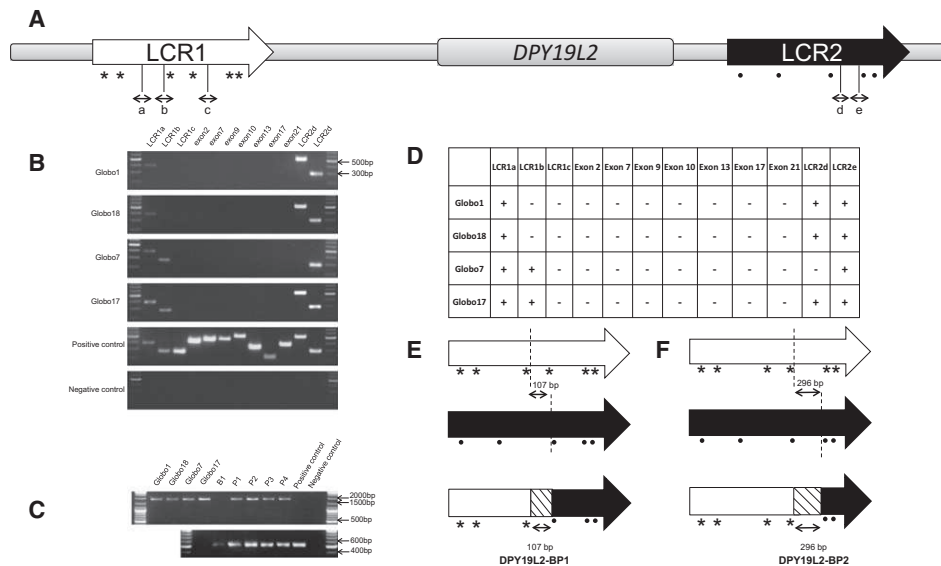 A
LCR1
DPY19L2
LCR2
* * * * **
a b c d e
B
LCR1a LCR1b LCR1c exon2 exon7 exon9 exon10 exon13 exon17 exon21 LCR2d LCR2d
500bp
300bp
Globo1
Globo18
Globo7
Globo17
Positive control
Negative control
C
Globo1 Globo18 Globo7 Globo17 B1 P1 P2 P3 P4 Positive control Negative control
2000bp
1500bp
500bp
600bp
400bp
D
LCR1a LCR1b LCR1c Exon 2 Exon 7 Exon 9 Exon 10 Exon 13 Exon 17 Exon 21 LCR2d LCR2e
Globo1 + - - - - - - - - - + +
Globo18 + - - - - - - - - - + +
Globo7 + + - - - - - - - - +
Globo17 + + - - - - - - - - + +
E
* * * * **
107 bp
* * *
107 bp
DPY19L2-BP1
F
* * * * **
296 bp
* * * *
296 bp
DPY19L2-BP2